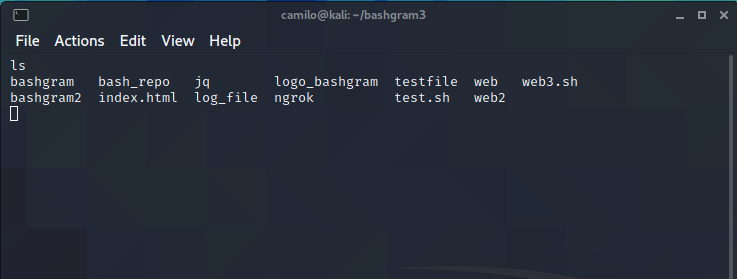 camilo@kali: ~/bashgram3
File Actions Edit View Help
ls
bashgram bash_repo jq logo_bashgram testfile web web3.sh
bashgram2 index.html log_file ngrok test.sh web2